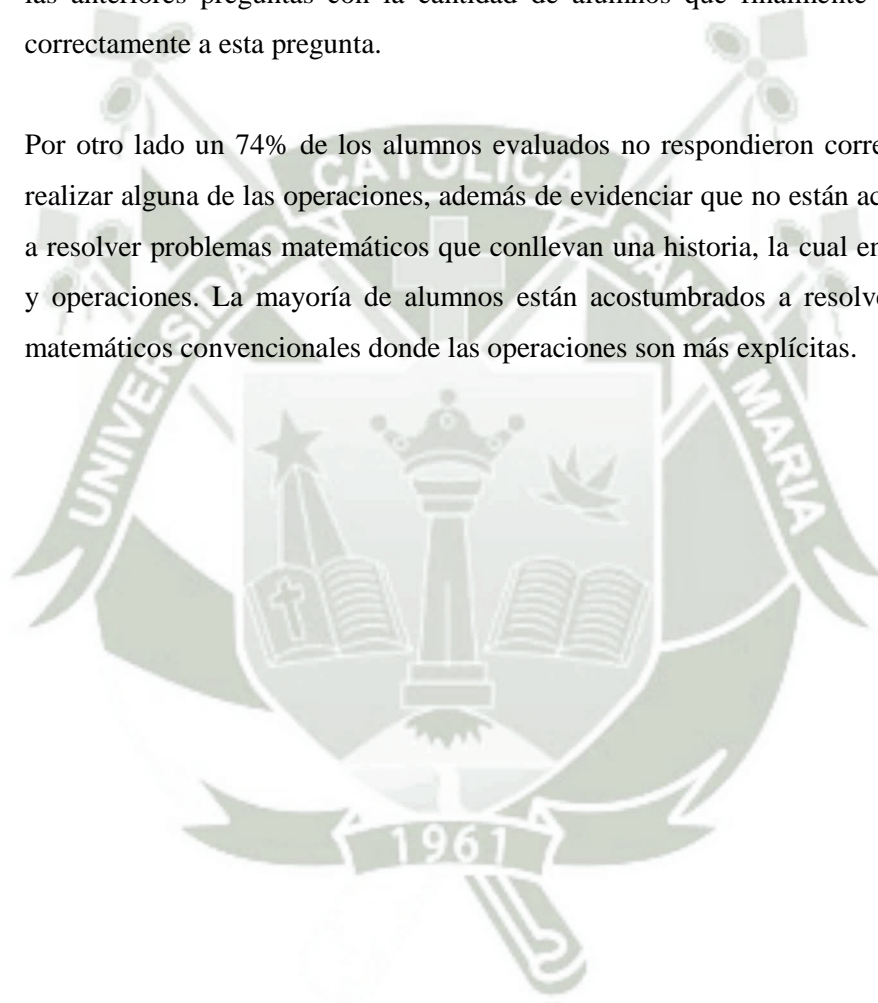 las anteriores preguntas con la cantidad de alumnos que finalmente
correctamente a esta pregunta.
Por otro lado un 74% de los alumnos evaluados no respondieron corre
realizar alguna de las operaciones, además de evidenciar que no están ac
a resolver problemas matemáticos que conllevan una historia, la cual en
y operaciones. La mayoría de alumnos están acostumbrados a resolv
matemáticos convencionales donde las operaciones son más explícitas.
UNIVERSIDAD CATOLICA SANTA MARIA
1961